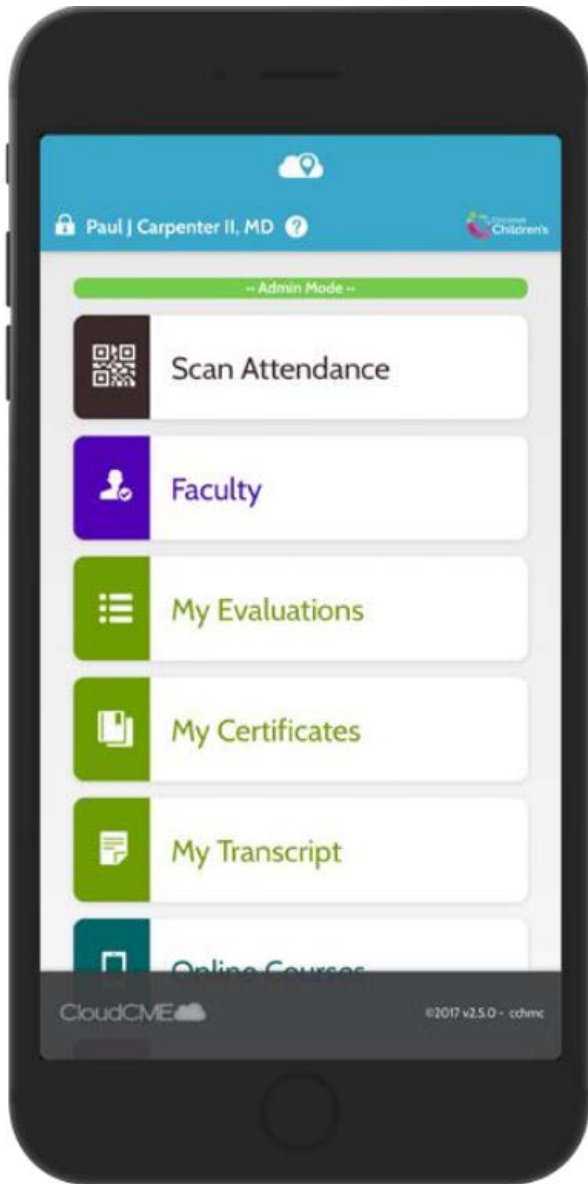 Paul J Carpenter II, MD ?
Cincinnati
Children's
-- Admin Mode --
Scan Attendance
Faculty
My Evaluations
My Certificates
My Transcript
Online Courses
CloudCME
©2017 v2.5.0 - cchmc